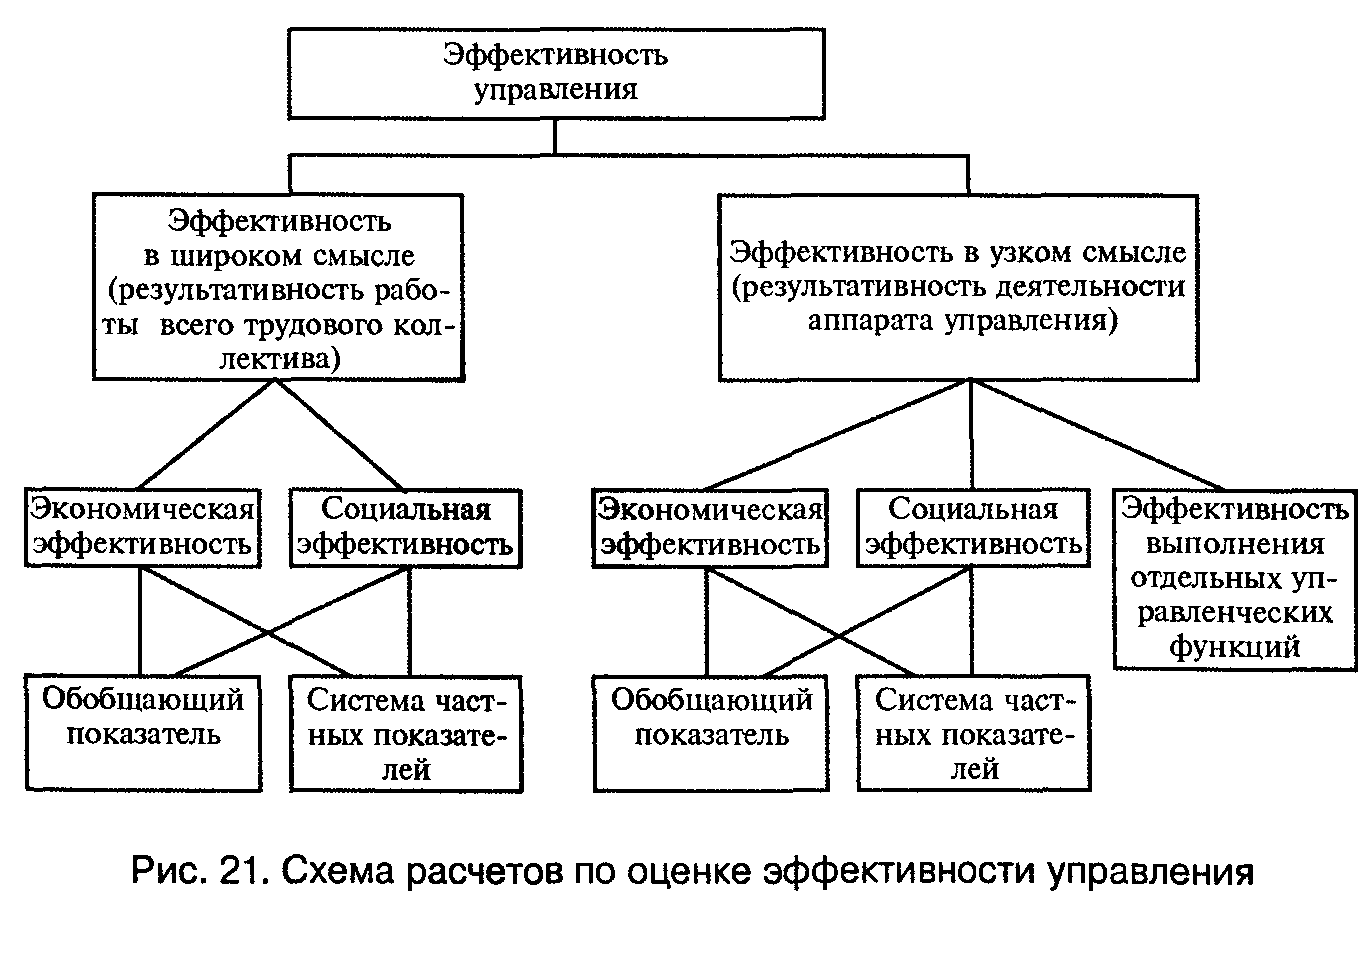 Эффективность
управления
Эффективность
в широком смысле
(результативность рабо-
ты всего трудового кол-
лектива)
Эффективность в узком смысле
(результативность деятельности
аппарата управления)
Экономическая
эффективность
Социальная
эффективность
Экономическая
эффективность
Социальная
эффективность
Эффективность
выполнения
отдельных уп-
равленческих
функций
Обобщающий
показатель
Система част-
ных показате-
лей
Обобщающий
показатель
Система част-
ных показате-
лей
Рис. 21. Схема расчетов по оценке эффективности управления